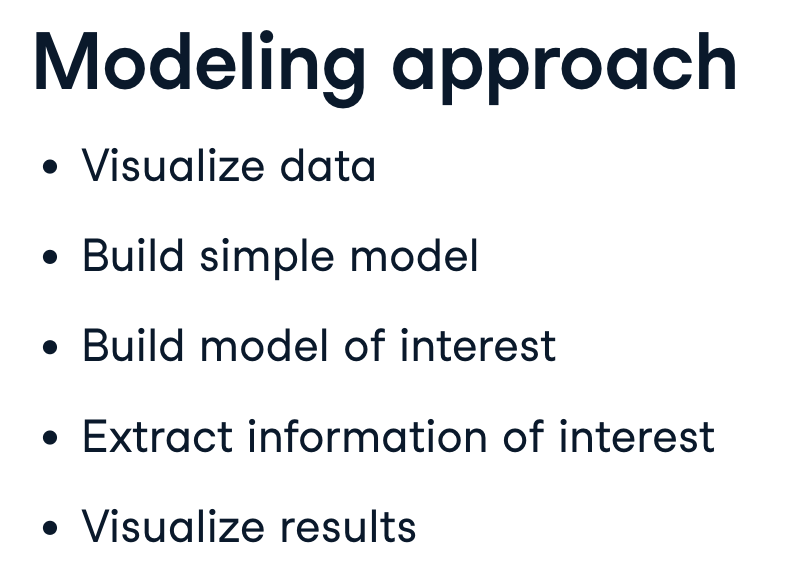 Modeling approach
• Visualize data
• Build simple model
• Build model of interest
• Extract information of interest
• Visualize results